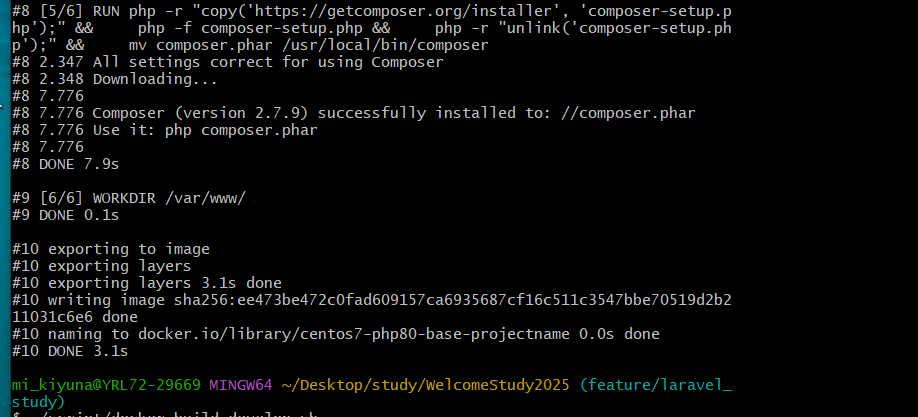 #8 [5/6] RUN php -r "copy('https://getcomposer.org/installer', 'composer-setup.p
hp');" &&     php -f composer-setup.php &&     php -r "unlink('composer-setup.ph
p');" &&     mv composer.phar /usr/local/bin/composer
#8 2.347 All settings correct for using Composer
#8 2.348 Downloading...
#8 7.776
#8 7.776 Composer (version 2.7.9) successfully installed to: //composer.phar
#8 7.776 Use it: php composer.phar
#8 7.776
#8 DONE 7.9s
#9 [6/6] WORKDIR /var/www/
#9 DONE 0.1s
#10 exporting to image
#10 exporting layers
#10 exporting layers 3.1s done
#10 writing image sha256:ee473be472c0fad609157ca6935687cf16c511c3547bbe70519d2b2
11031c6e6 done
#10 naming to docker.io/library/centos7-php80-base-projectname 0.0s done
#10 DONE 3.1s
mi_kiyuna@YRL72-29669 MINGW64 ~/Desktop/study/WelcomeStudy2025 (feature/laravel_
study)